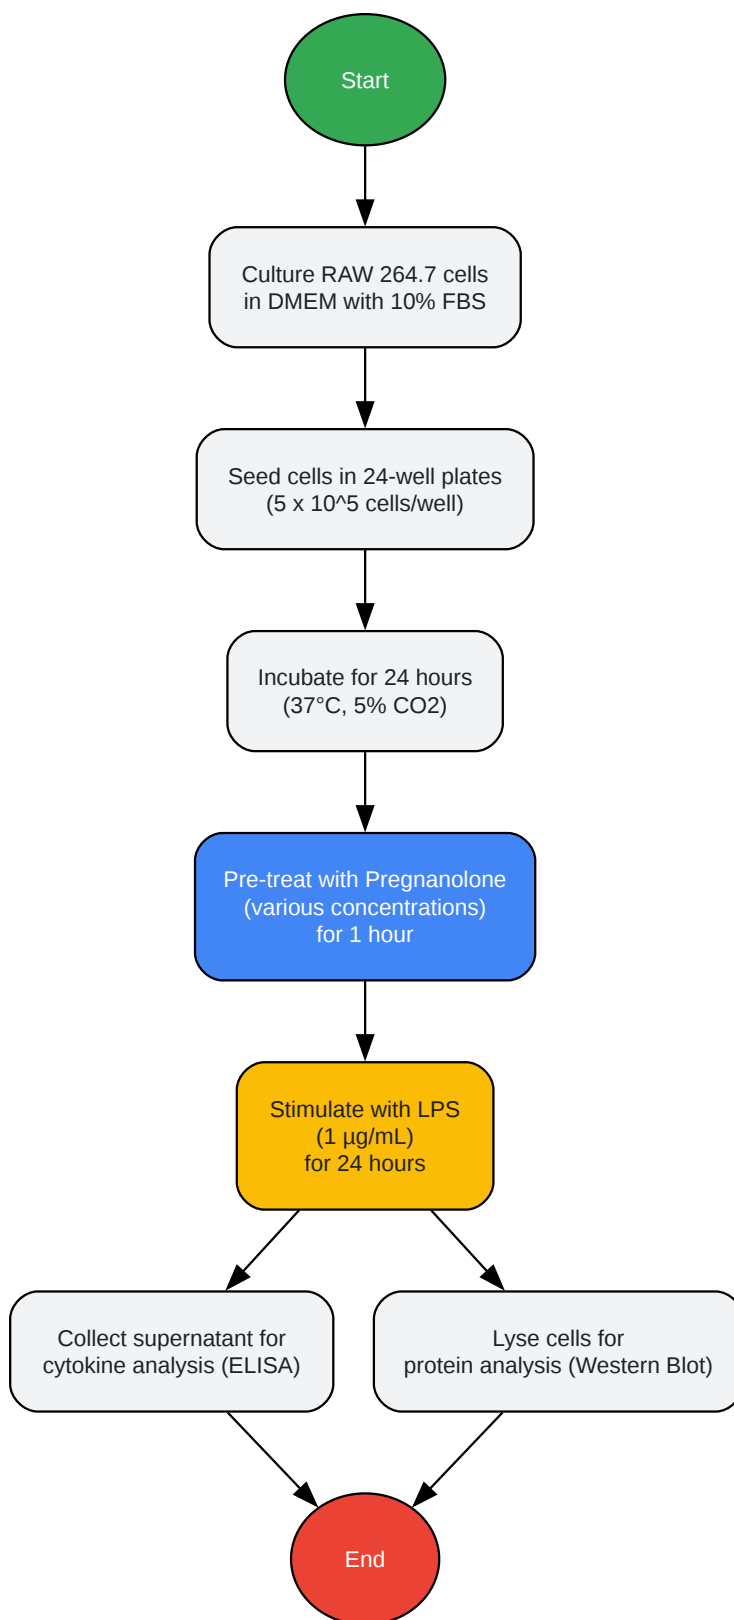 Start
Culture RAW 264.7 cells
in DMEM with 10% FBS
Seed cells in 24-well plates
(5 x 10^5 cells/well)
Incubate for 24 hours
(37°C, 5% CO2)
Pre-treat with Pregnanolone
(various concentrations)
for 1 hour
Stimulate with LPS
(1 µg/mL)
for 24 hours
Collect supernatant for
cytokine analysis (ELISA)
Lyse cells for
protein analysis (Western Blot)
End